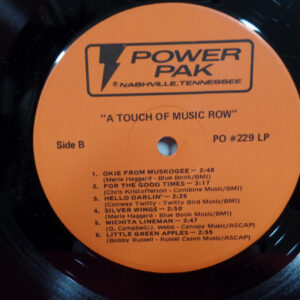 POWER
PAK
NASHVILLE, TENNESSEE
"A TOUCH OF MUSIC ROW"
Side B
PO #229 LP
1. OKIE FROM MUSKOGEE — 2:48
(Merle Haggard - Blue Book/BMI)
2. FOR THE GOOD TIMES — 3:17
(Chris Kristofferson - Combine Music/BMI)
3. HELLO DARLIN' — 2:25
(Conway Twitty - Twitty Bird Music/BMI)
4. SILVER WINGS — 2:50
(Merle Haggard - Blue Book Music/BMI)
5. WICHITA LINEMAN — 2:47
(G. Campbell/J. Webb - Canopy Music/ASCAP)
6. LITTLE GREEN APPLES — 2:55
(Bobby Russell - Russel Cason Music/ASCAP)